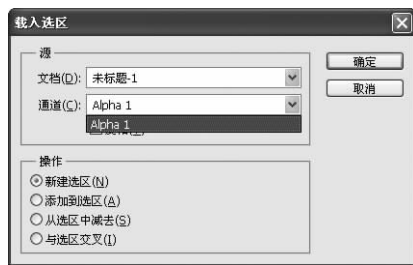 载入选区
源
文档(D): 未标题-1
确定
通道(C): Alpha 1
取消
Alpha 1
操作
新建选区(N)
添加到选区(A)
从选区中减去(S)
与选区交叉(I)